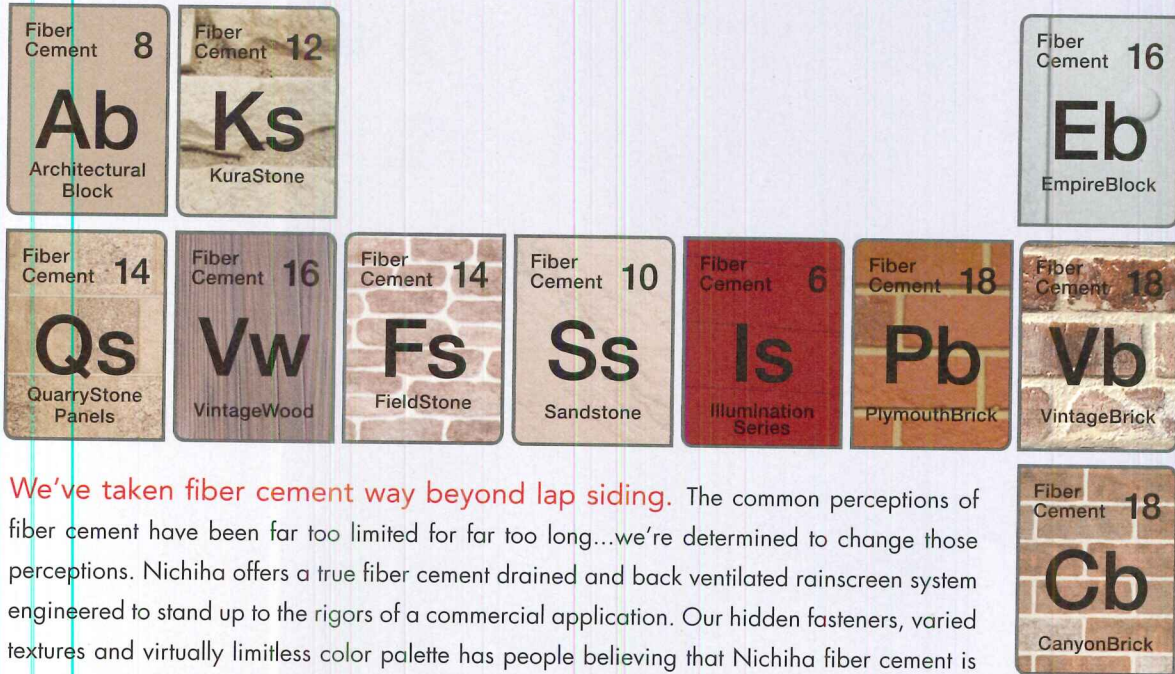 Fiber
Cement 8
Ab
Architectural
Block
Fiber
Cement 12
Ks
KuraStone
Fiber
Cement 16
Eb
EmpireBlock
Fiber
Cement 14
Qs
QuarryStone
Panels
Fiber
Cement 16
Vw
VintageWood
Fiber
Cement 14
Fs
FieldStone
Fiber
Cement 10
Ss
Sandstone
Fiber
Cement 6
Is
Illumination
Series
Fiber
Cement 18
Pb
PlymouthBrick
Fiber
Cement 18
Vb
VintageBrick
We've taken fiber cement way beyond lap siding. The common perceptions of
fiber cement have been far too limited for far too long...we're determined to change those
perceptions. Nichiha offers a true fiber cement drained and back ventilated rainscreen system
engineered to stand up to the rigors of a commercial application. Our hidden fasteners, varied
textures and virtually limitless color palette has people believing that Nichiha fiber cement is
Fiber
Cement 18
Cb
CanyonBrick